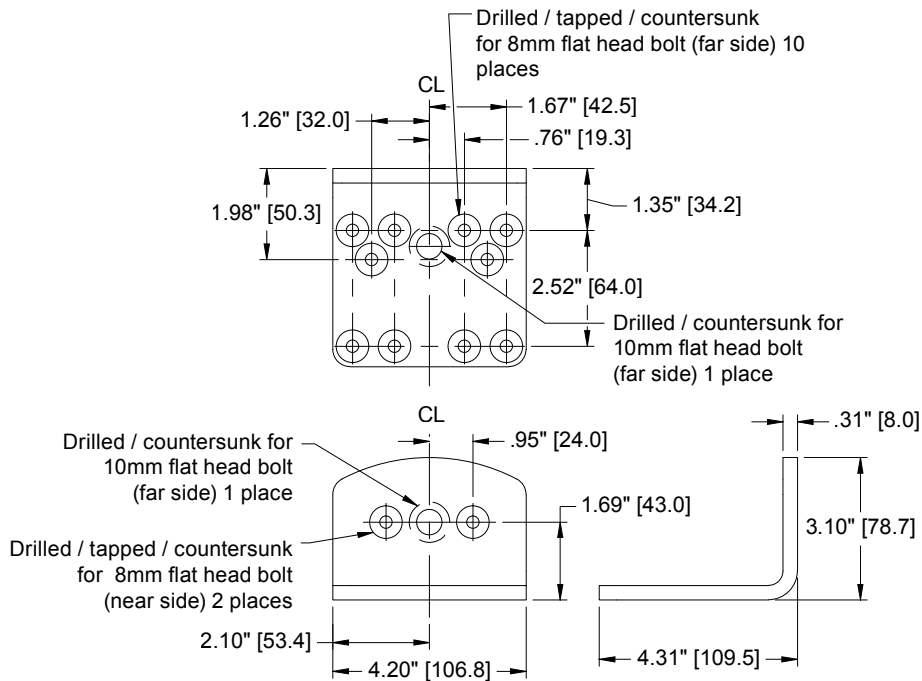 Drilled / tapped / countersunk
for 8mm flat head bolt (far side) 10
places
CL
1.67" [42.5]
1.26" [32.0]
.76" [19.3]
1.98" [50.3]
1.35" [34.2]
2.52" [64.0]
Drilled / countersunk for
10mm flat head bolt
(far side) 1 place
CL
Drilled / countersunk for
10mm flat head bolt
(far side) 1 place
.95" [24.0]
.31" [8.0]
1.69" [43.0]
3.10" [78.7]
Drilled / tapped / countersunk
for 8mm flat head bolt
(near side) 2 places
2.10" [53.4]
4.20" [106.8]
4.31" [109.5]